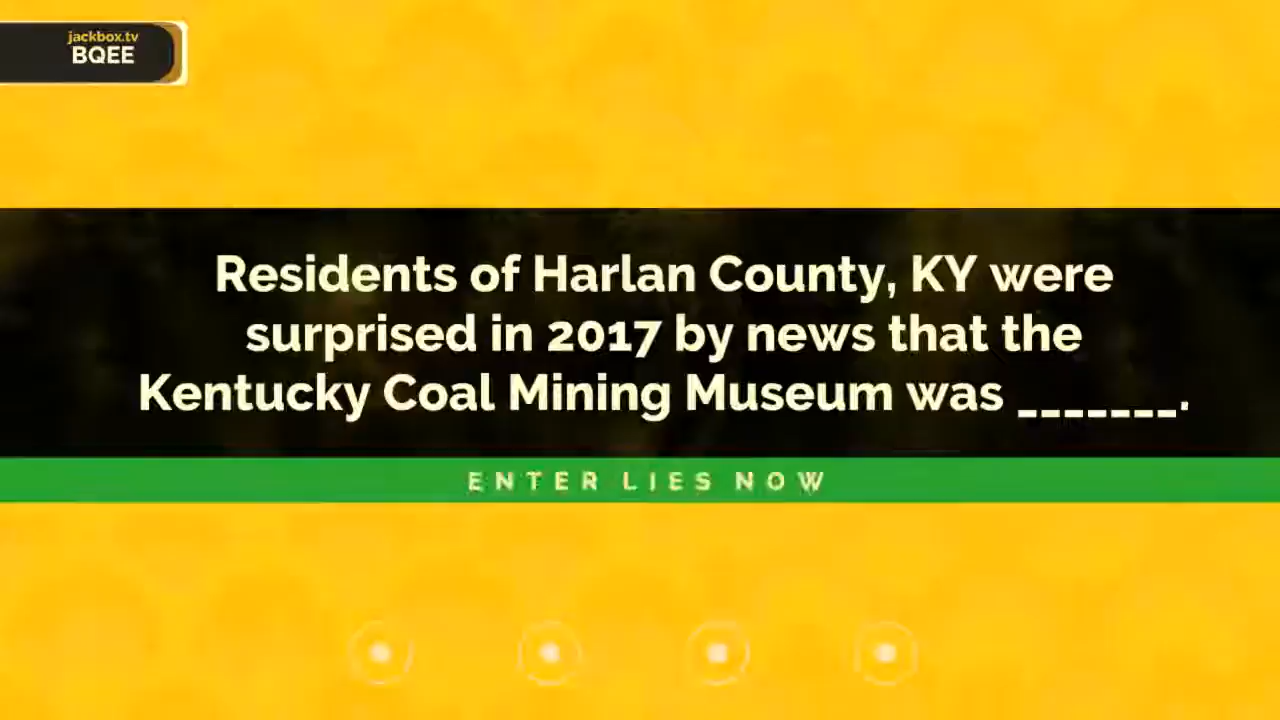 jackbox.tv
BQEE
Residents of Harlan County, KY were
surprised in 2017 by news that the
Kentucky Coal Mining Museum was _______.
ENTER LIES NOW